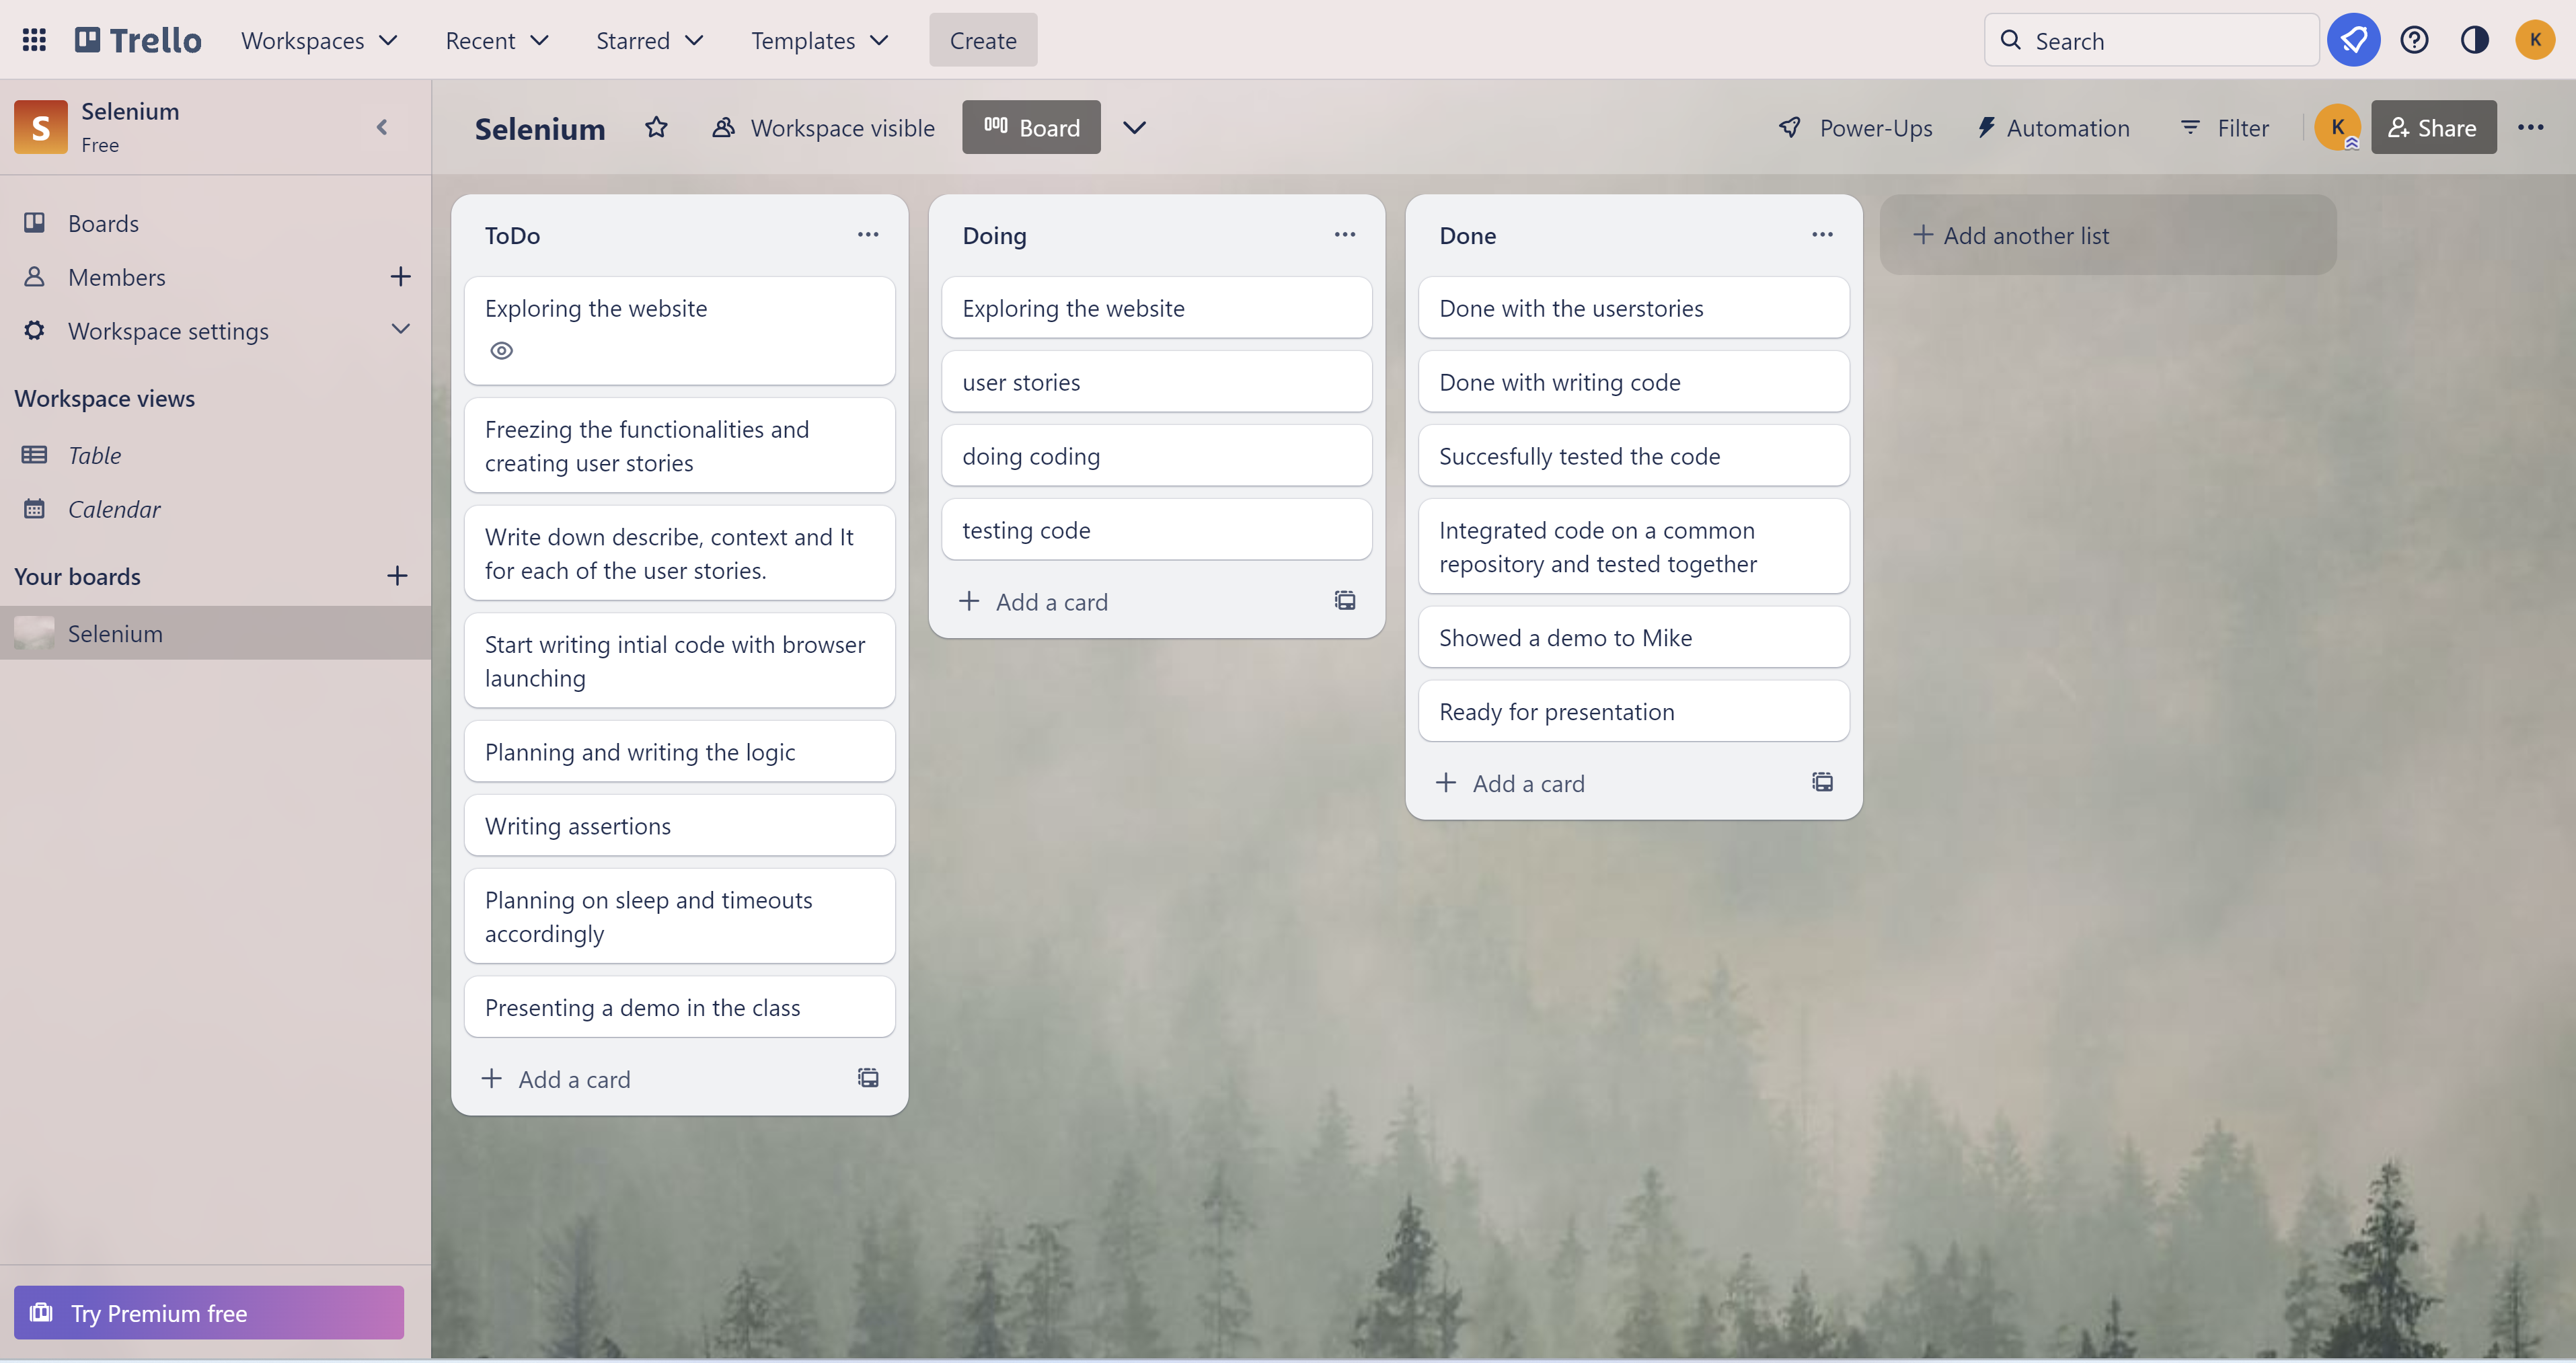 Trello
Workspaces
Recent
Starred
Templates
Create
Search
K
S
Selenium
Free
Selenium
Workspace visible
Board
Power-Ups
Automation
Filter
K
Share
Boards
Members
Workspace settings
Workspace views
Table
Calendar
Your boards
Selenium
Try Premium free
ToDo
Exploring the website
Freezing the functionalities and
creating user stories
Write down describe, context and It
for each of the user stories.
Start writing intial code with browser
launching
Planning and writing the logic
Writing assertions
Planning on sleep and timeouts
accordingly
Presenting a demo in the class
Add a card
Doing
Exploring the website
user stories
doing coding
testing code
Add a card
Done
Done with the userstories
Done with writing code
Succesfully tested the code
Integrated code on a common
repository and tested together
Showed a demo to Mike
Ready for presentation
Add a card
Add another list